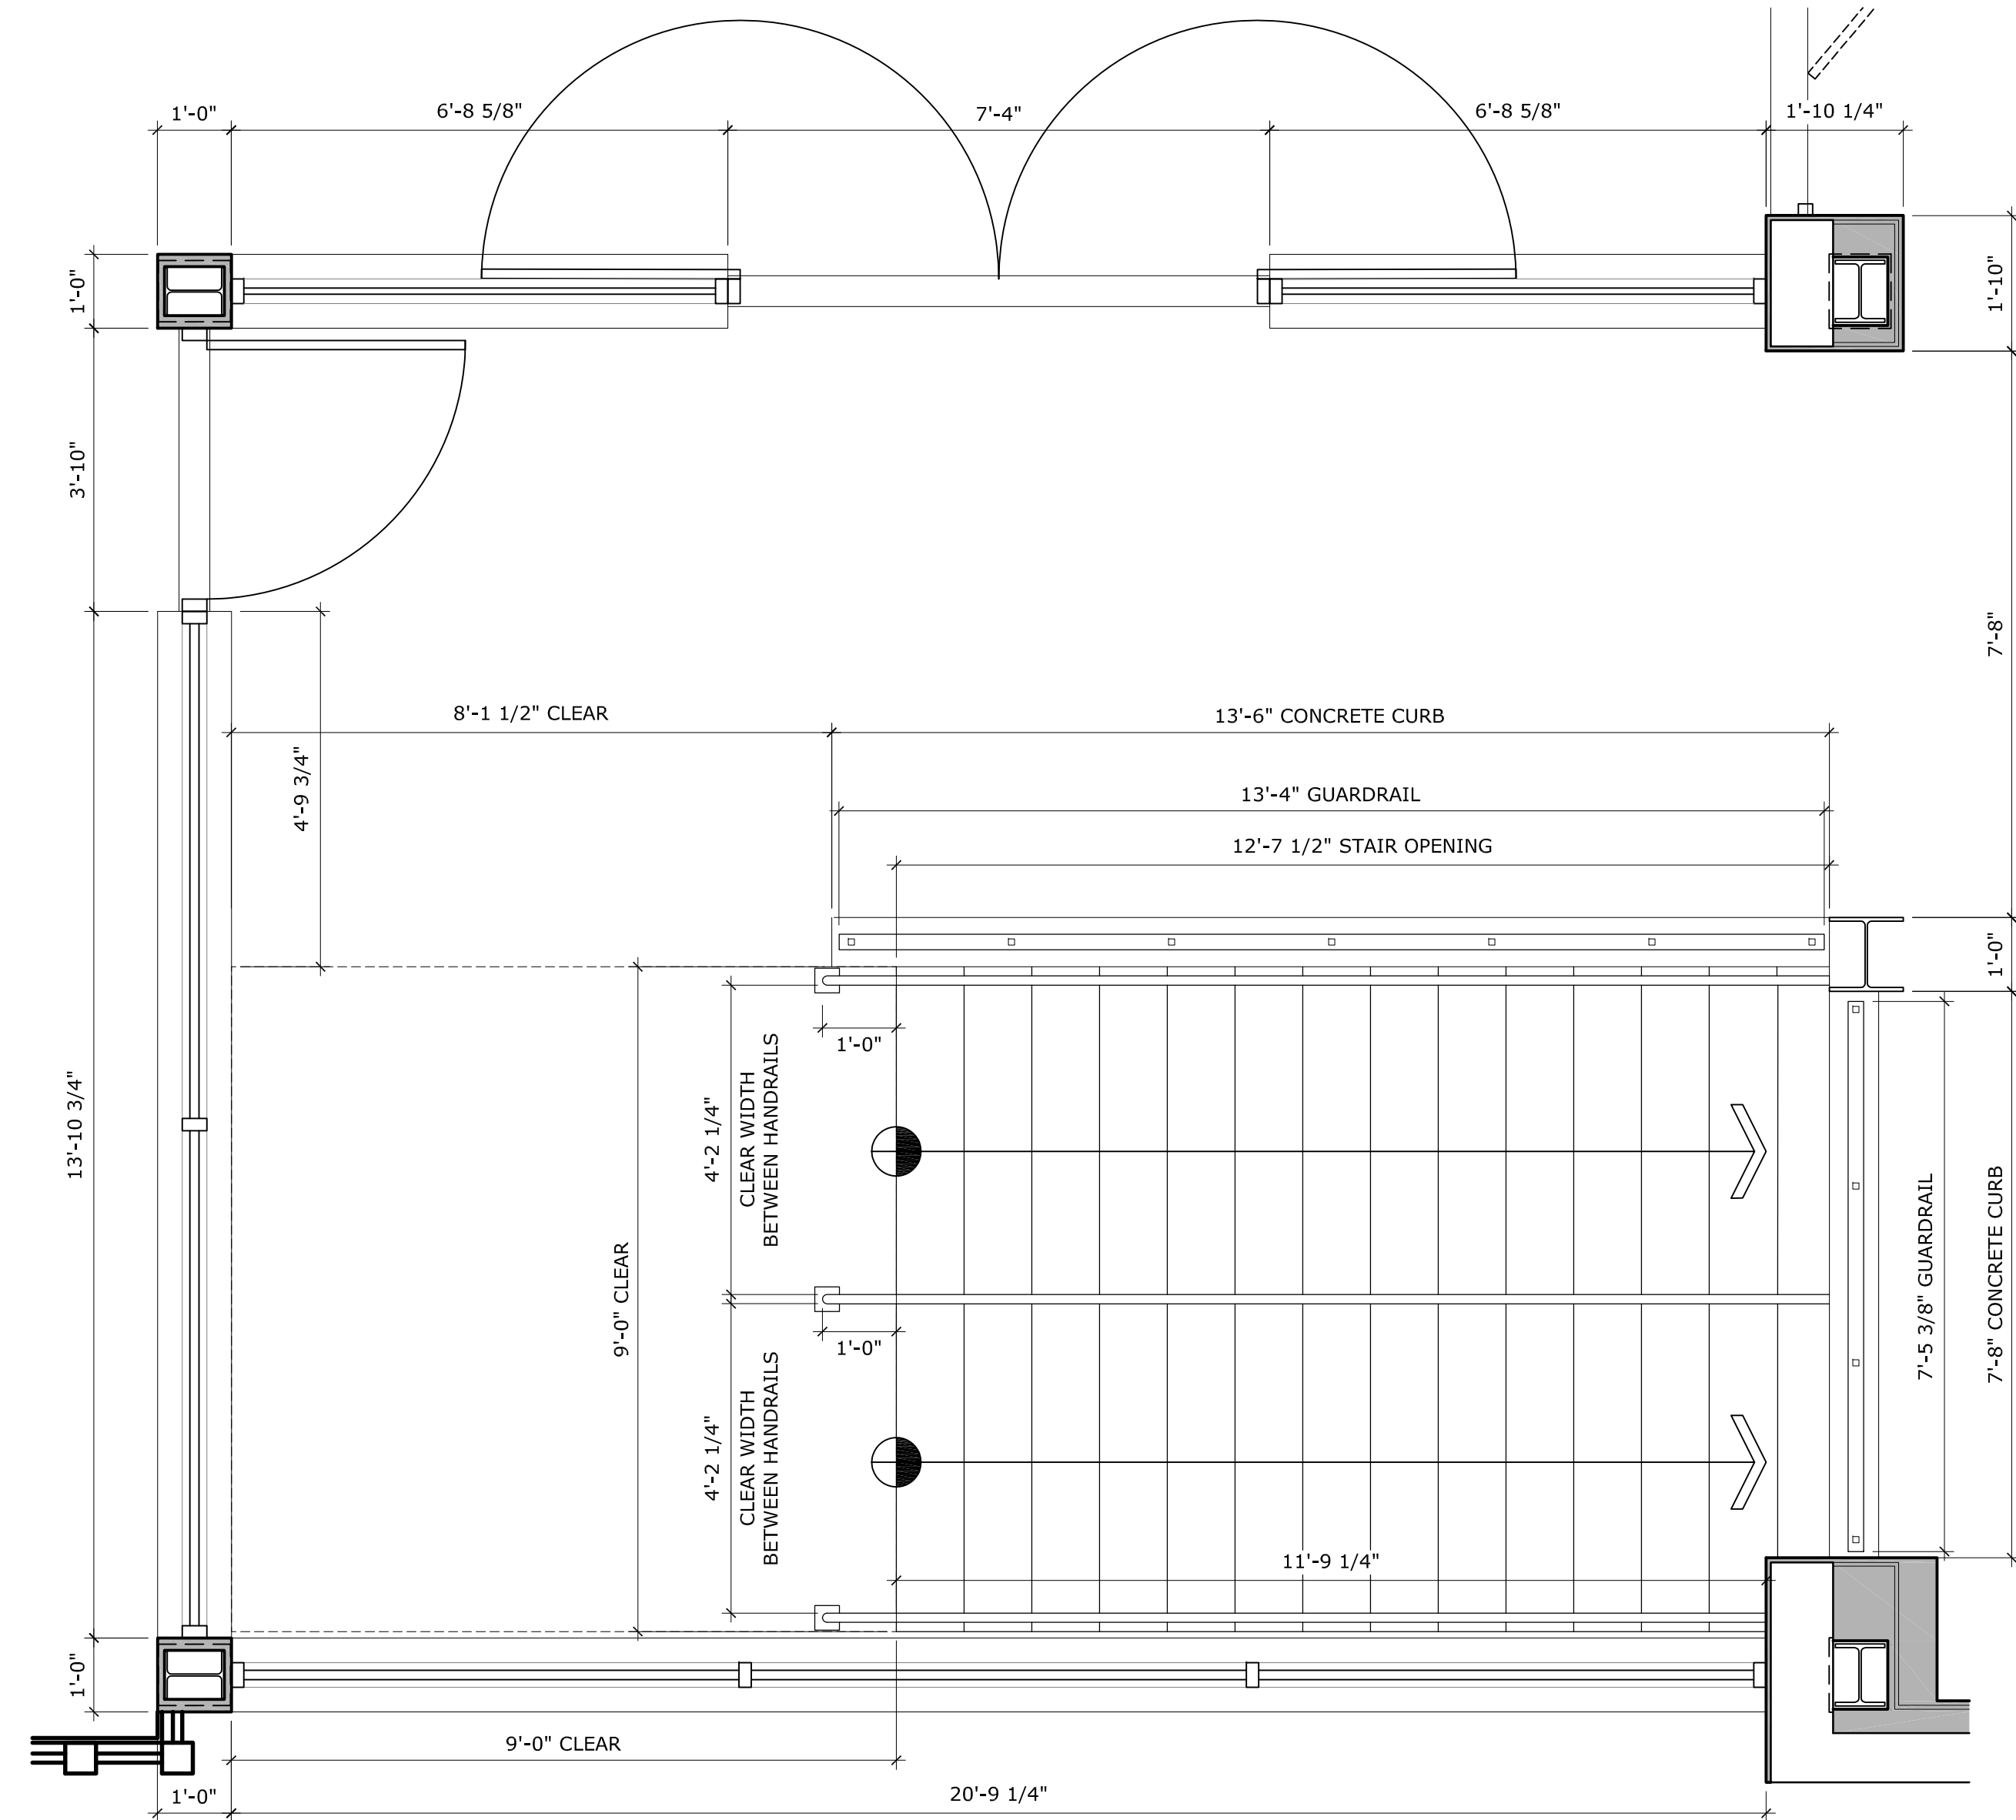 1'-0"
6'-8 5/8"
7'-4"
6'-8 5/8"
1'-10 1/4"
1'-0"
1'-10"
3'-10"
7'-8"
8'-1 1/2" CLEAR
13'-6" CONCRETE CURB
4'-9 3/4"
13'-4" GUARDRAIL
12'-7 1/2" STAIR OPENING
1'-0"
1'-0"
13'-10 3/4"
4'-2 1/4"
CLEAR WIDTH
BETWEEN HANDRAILS
9'-0" CLEAR
7'-5 3/8" GUARDRAIL
7'-8" CONCRETE CURB
1'-0"
4'-2 1/4"
CLEAR WIDTH
BETWEEN HANDRAILS
11'-9 1/4"
1'-0"
9'-0" CLEAR
1'-0"
20'-9 1/4"